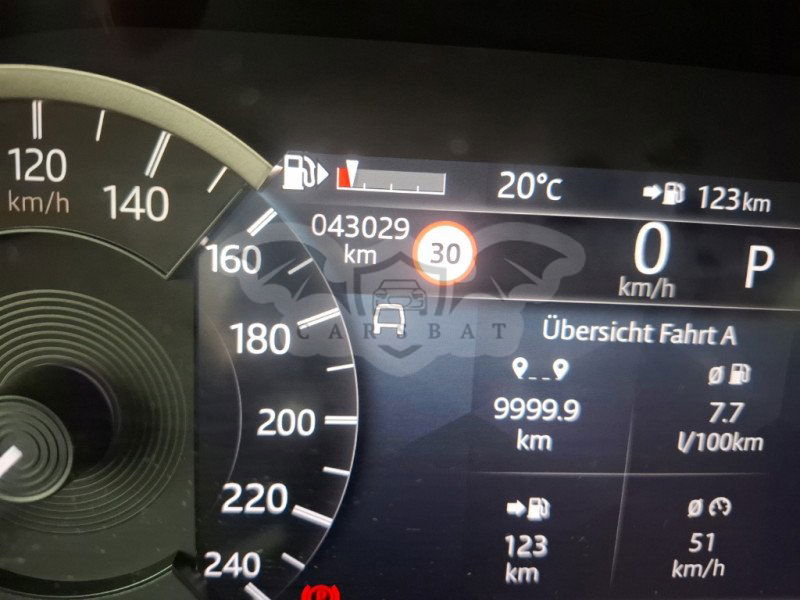 120
km/h
140
160
180
200
220
240
20°C
123 km
043029
km
30
0
km/h
P
CARSBAT
Übersicht Fahrt A
9999.9
km
Ø
7.7
l/100km
123
km
Ø
51
km/h